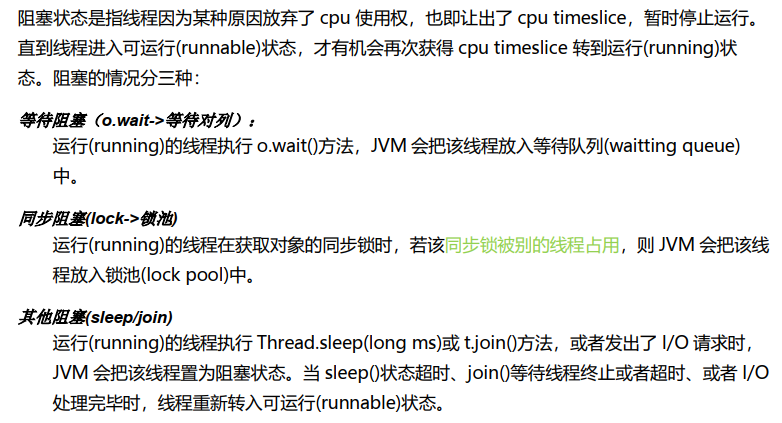 阻塞状态是指线程因为某种原因放弃了 cpu 使用权，也即让出了 cpu timeslice，暂时停止运行。
直到线程进入可运行(runnable)状态，才有机会再次获得 cpu timeslice 转到运行(running)状
态。阻塞的情况分三种：
等待阻塞（o.wait->等待对列）：
运行(running)的线程执行 o.wait()方法，JVM 会把该线程放入等待队列(waitting queue)
中。
同步阻塞(lock->锁池)
运行(running)的线程在获取对象的同步锁时，若该同步锁被别的线程占用，则 JVM 会把该线
程放入锁池(lock pool)中。
其他阻塞(sleep/join)
运行(running)的线程执行 Thread.sleep(long ms)或 t.join()方法，或者发出了 I/O 请求时，
JVM 会把该线程置为阻塞状态。当 sleep()状态超时、join()等待线程终止或者超时、或者 I/O
处理完毕时，线程重新转入可运行(runnable)状态。